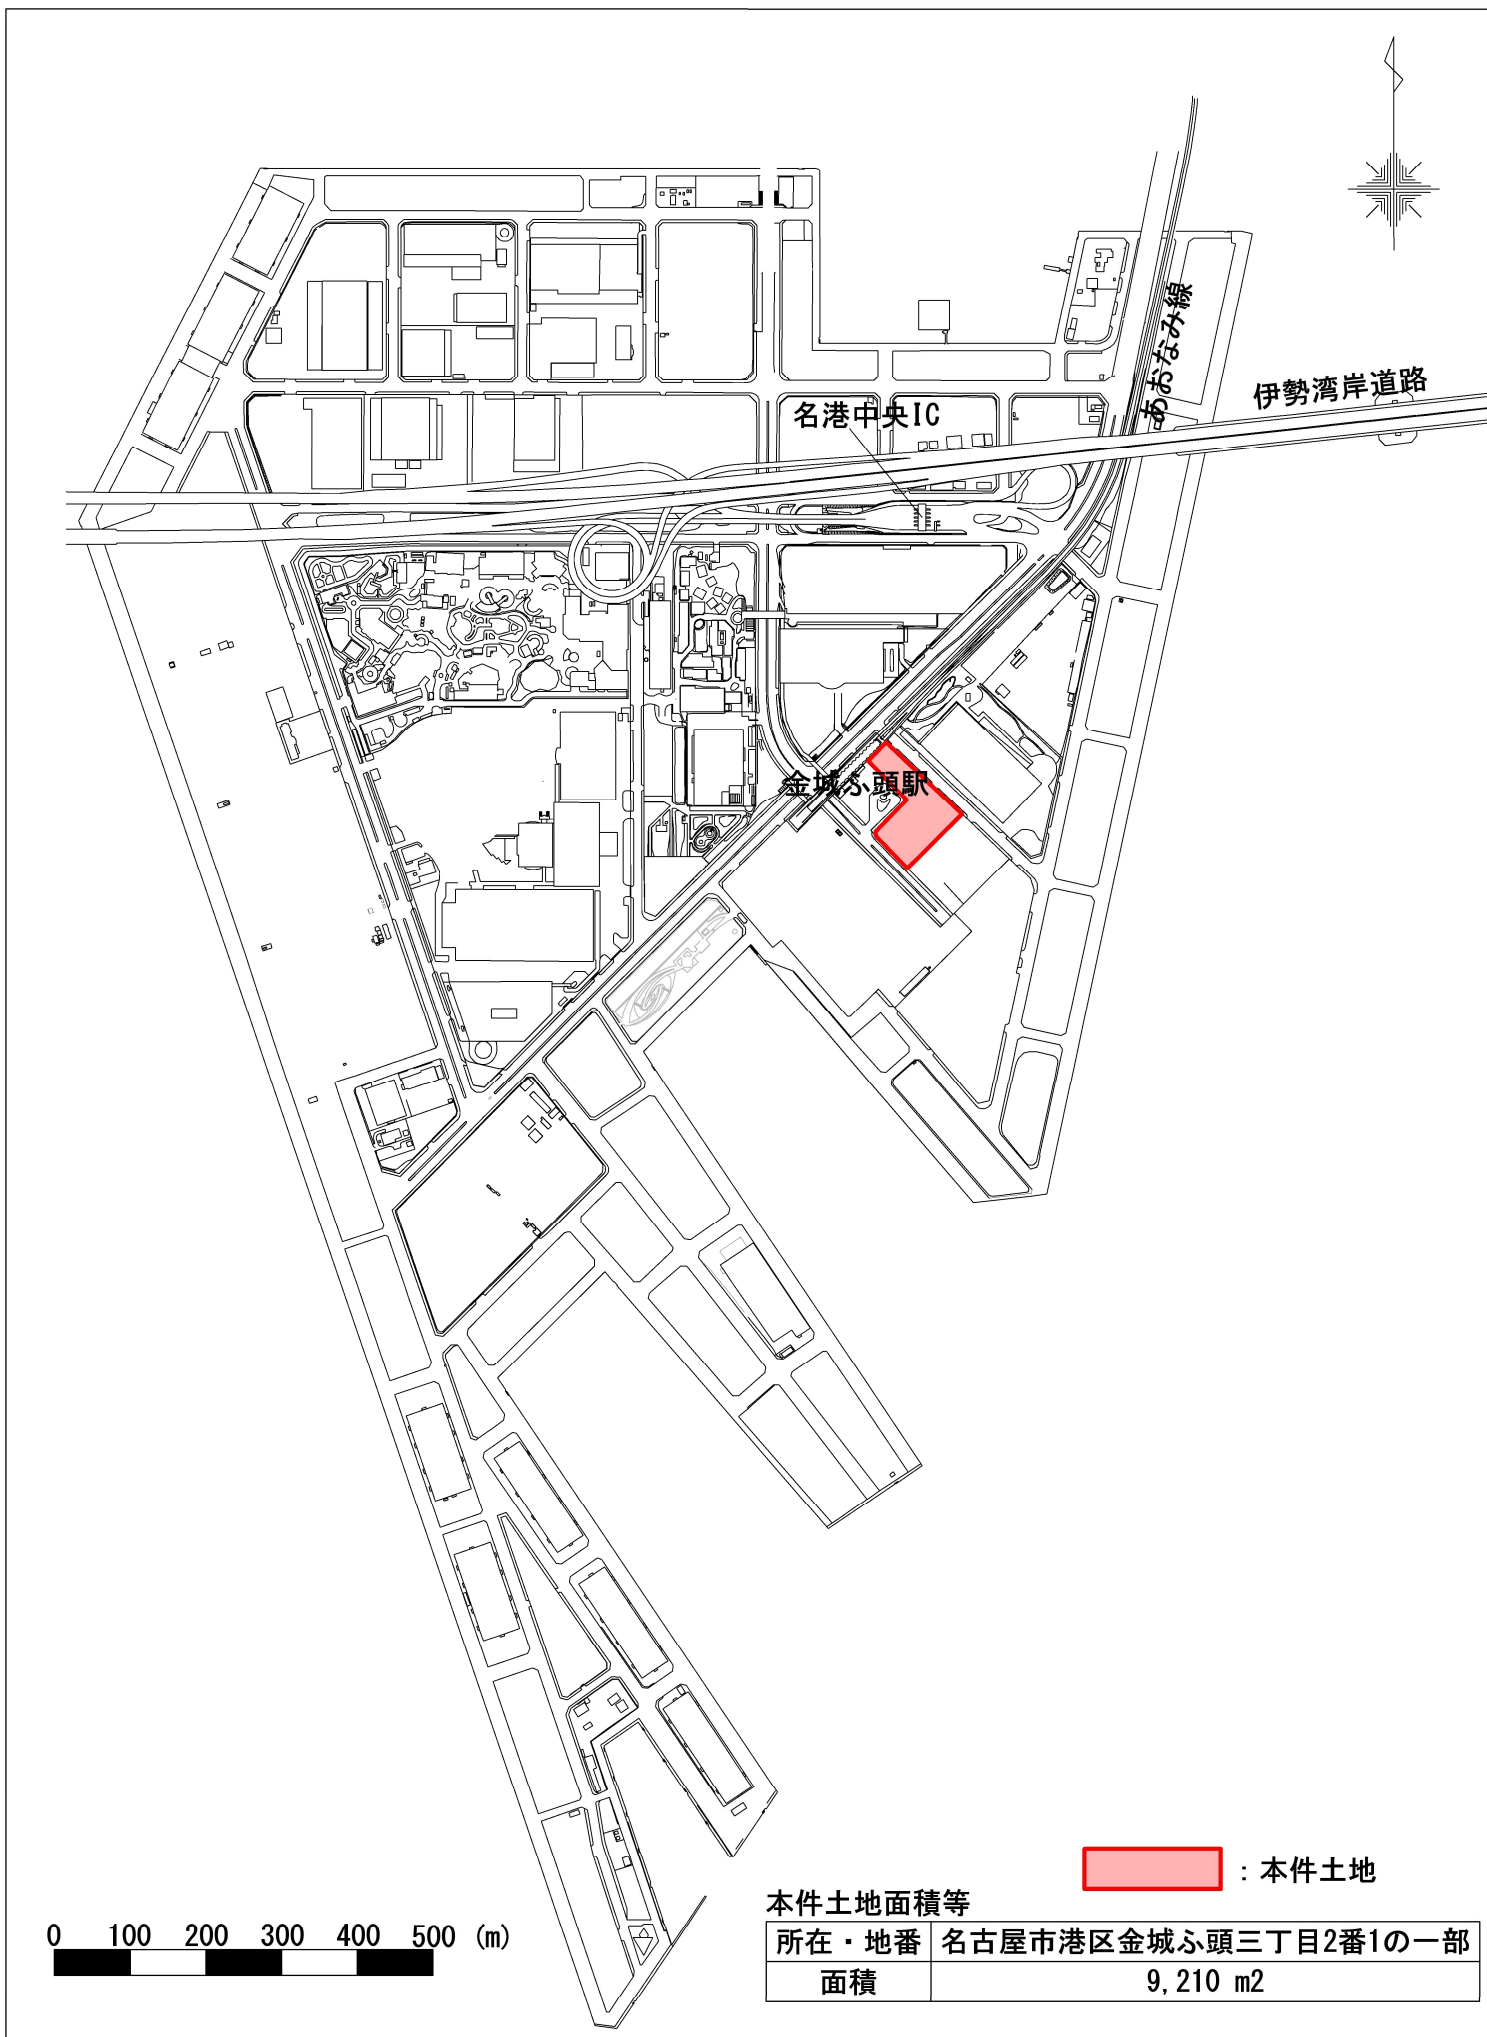 あおなみ線
伊勢湾岸道路
名港中央IC
金城ふ頭駅
：本件土地
本件土地面積等
所在・地番 名古屋市港区金城ふ頭三丁目2番1の一部
面積 9,210 m2
0 100 200 300 400 500 (m)